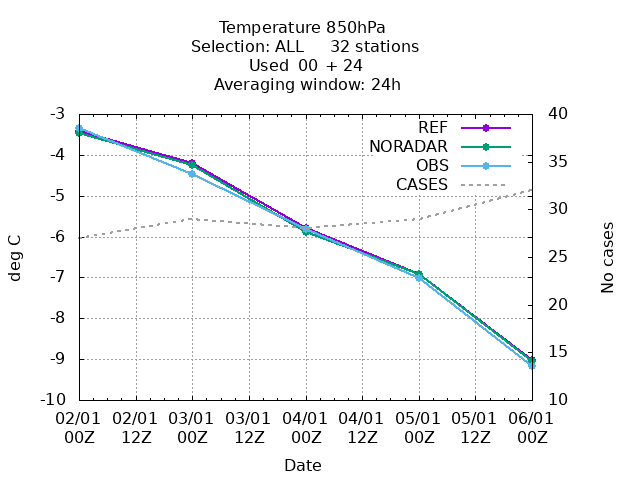 Temperature 850hPa
Selection: ALL 32 stations
Used 00 + 24
Averaging window: 24h
-3
-4
-5
-6
-7
-8
-9
-10
deg C
40
35
30
25
20
15
10
No cases
REF
NORADAR
OBS
CASES
02/01 02/01 03/01 03/01 04/01 04/01 05/01 05/01 06/01
00Z 12Z 00Z 12Z 00Z 12Z 00Z 12Z 00Z
Date